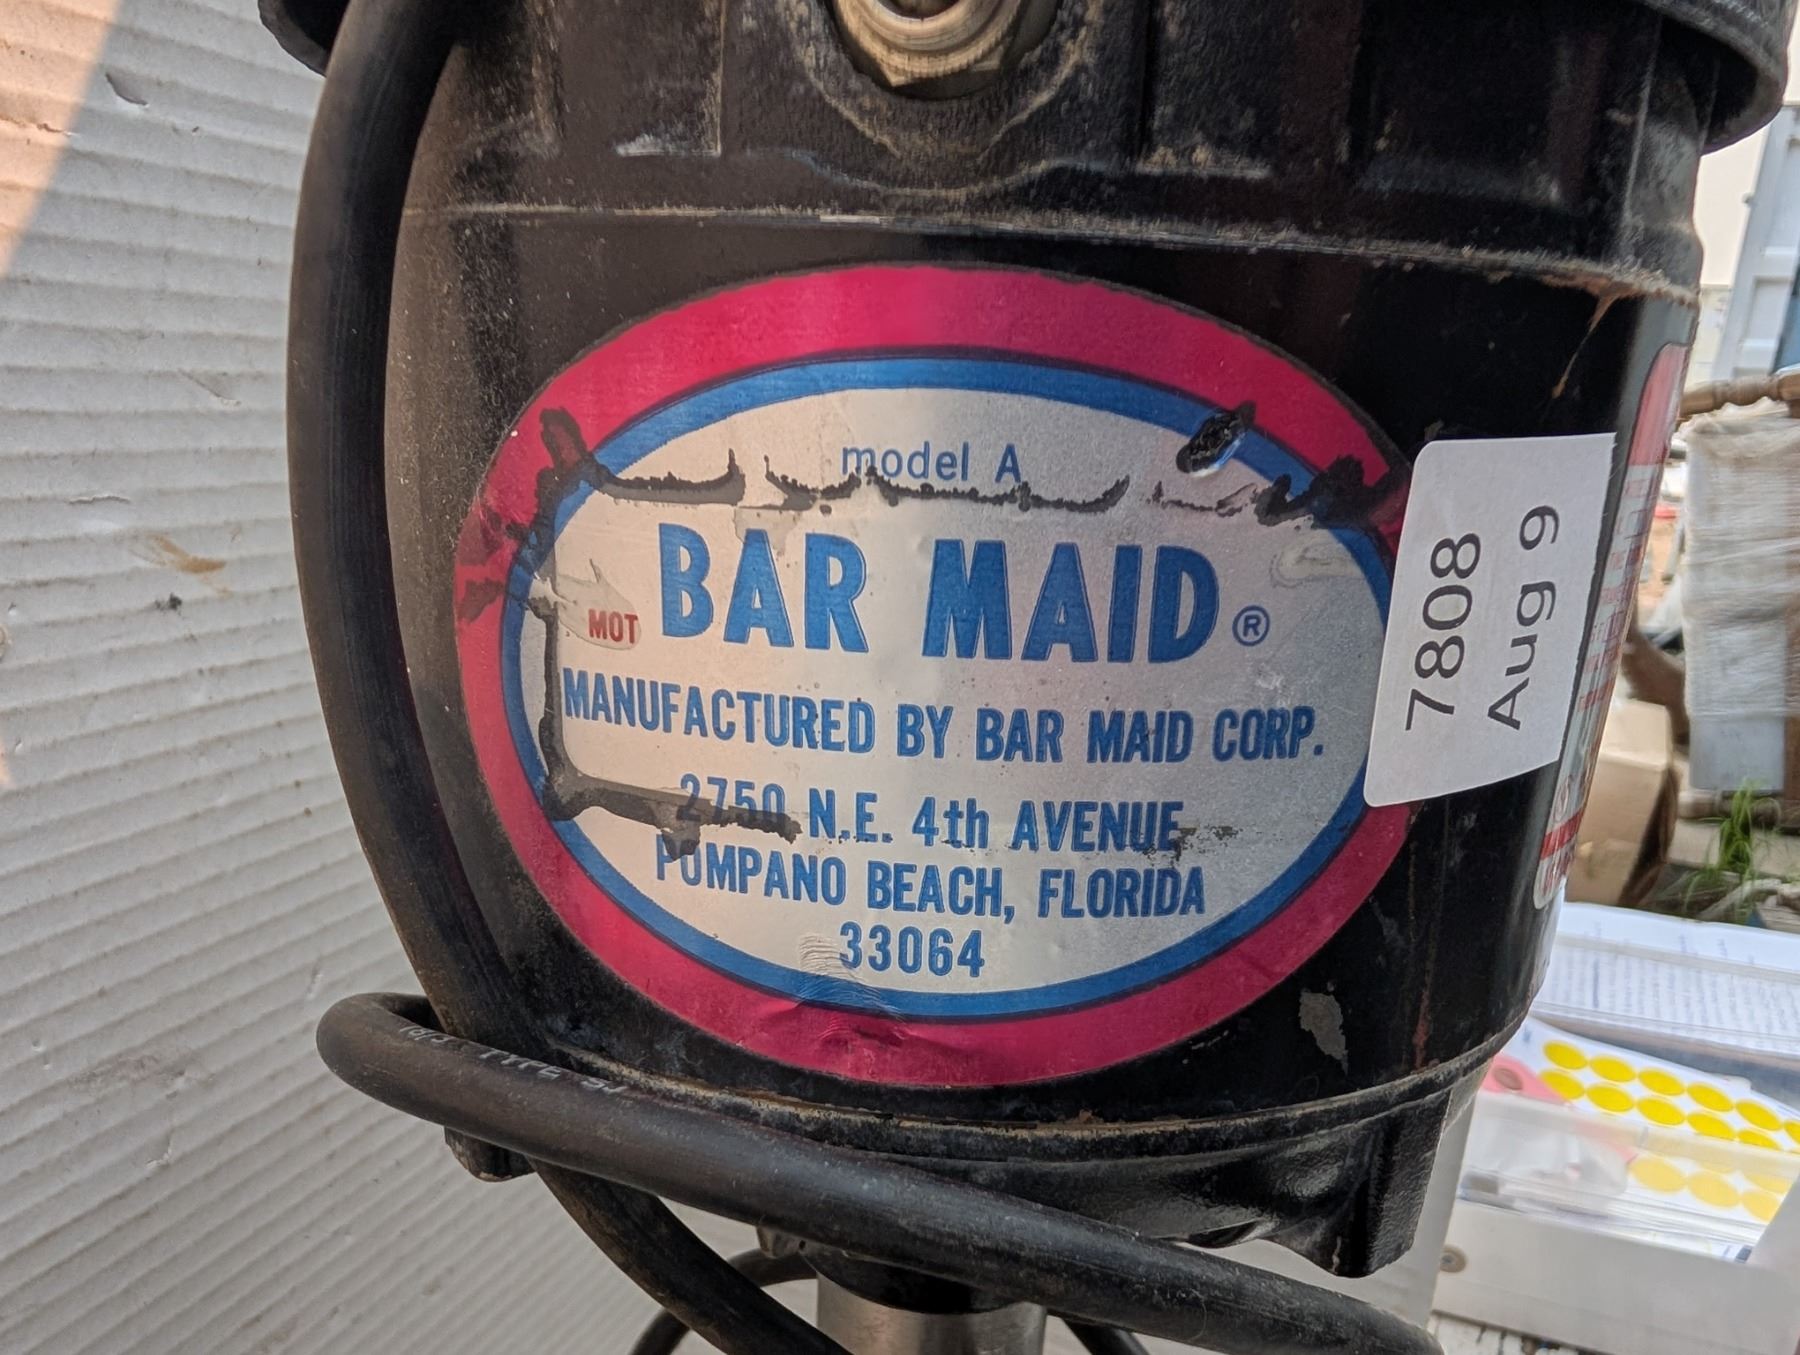 model A
MOT BAR MAID ®
MANUFACTURED BY BAR MAID CORP.
2750 N.E. 4th AVENUE
POMPANO BEACH, FLORIDA
33064
7808
Aug 9